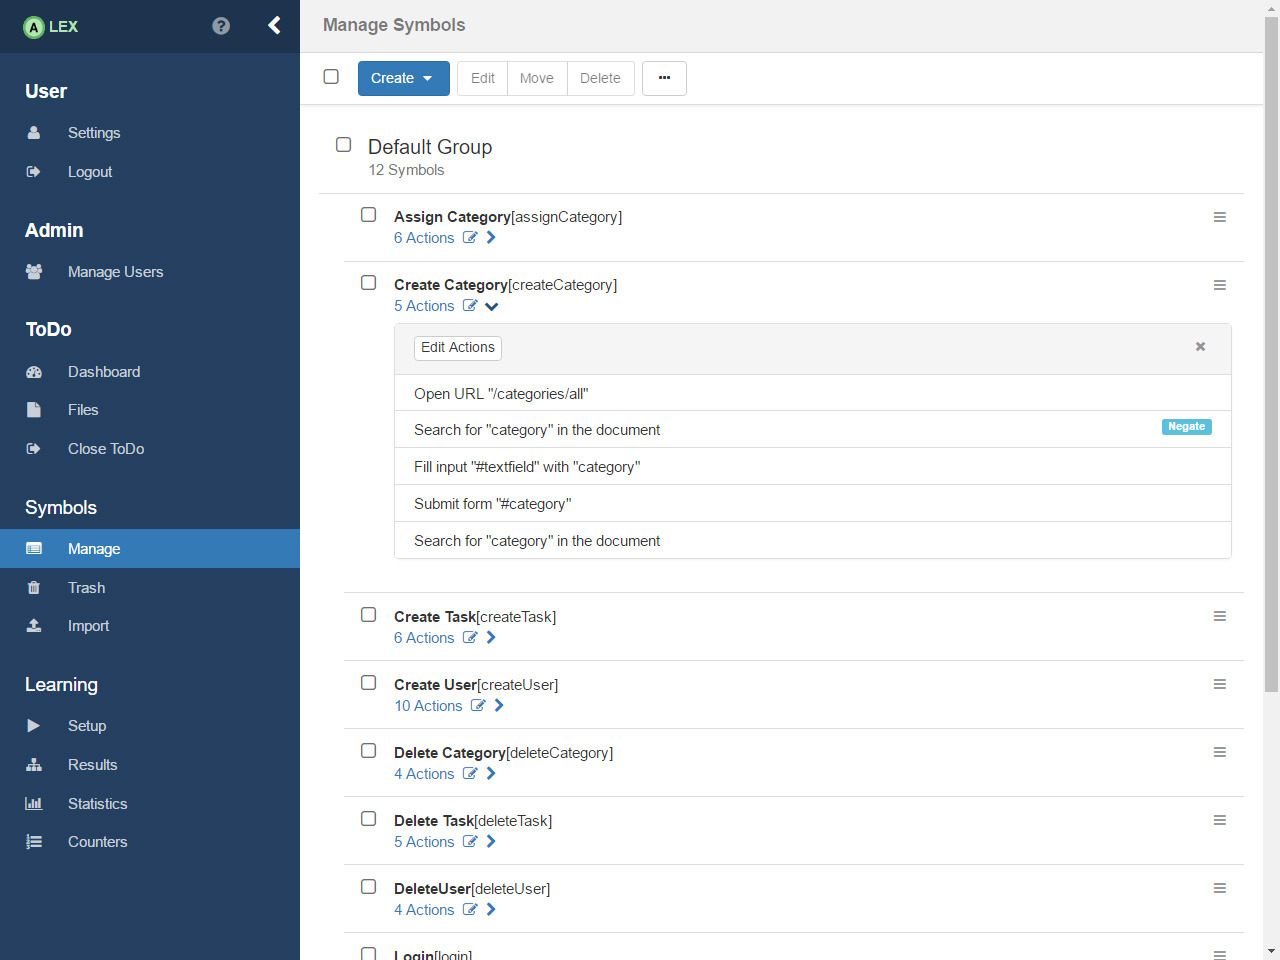 A LEX
User
Settings
Logout
Admin
Manage Users
ToDo
Dashboard
Files
Close ToDo
Symbols
Manage
Trash
Import
Learning
Setup
Results
Statistics
Counters
Manage Symbols
Create Edit Move Delete
Default Group
12 Symbols
Assign Category[assignCategory]
6 Actions
Create Category[createCategory]
5 Actions
Edit Actions
Open URL "/categories/all"
Search for "category" in the document Negate
Fill input "#textfield" with "category"
Submit form "#category"
Search for "category" in the document
Create Task[createTask]
6 Actions
Create User[createUser]
10 Actions
Delete Category[deleteCategory]
4 Actions
Delete Task[deleteTask]
5 Actions
DeleteUser[deleteUser]
4 Actions
Login[login]